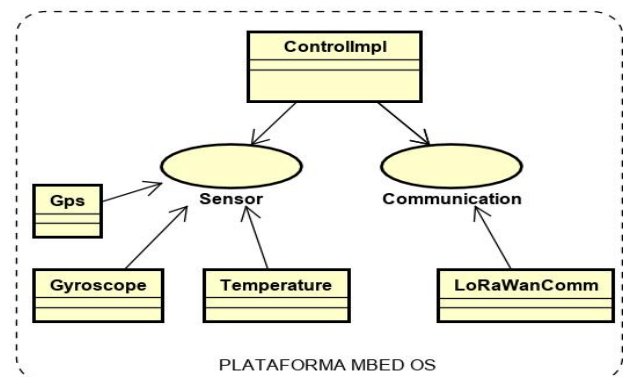 ControlImpl
Sensor
Communication
Gps
Gyroscope
Temperature
LoRaWanComm
PLATAFORMA MBED OS